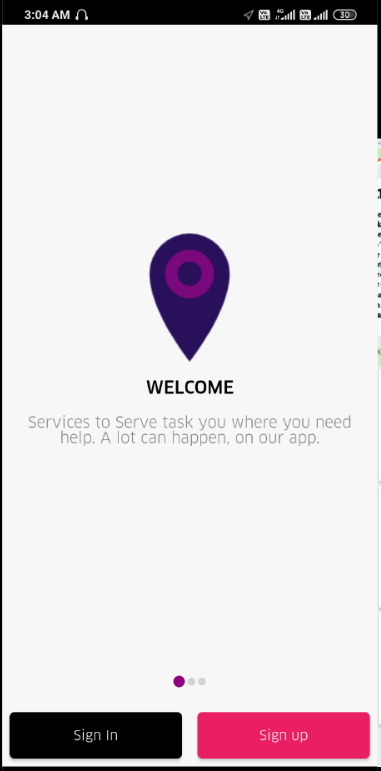 3:04 AM
4G
30
WELCOME
Services to Serve task you where you need
help. A lot can happen, on our app.
Sign In
Sign up